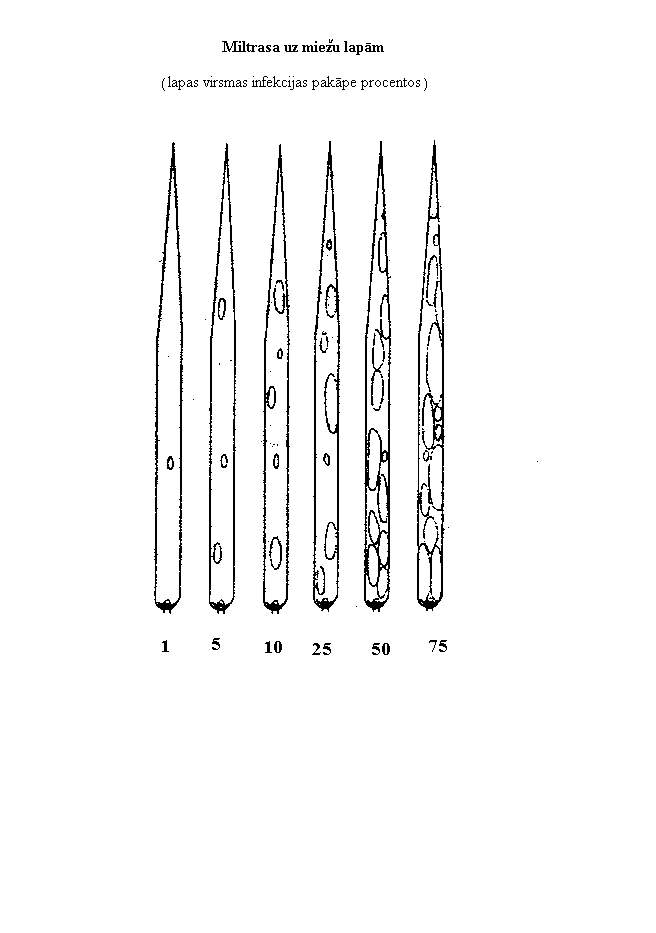 Miltrasa uz miežu lapām
(lapas virsmas infekcijas pakāpe procentos)
1 5 10 25 50 75